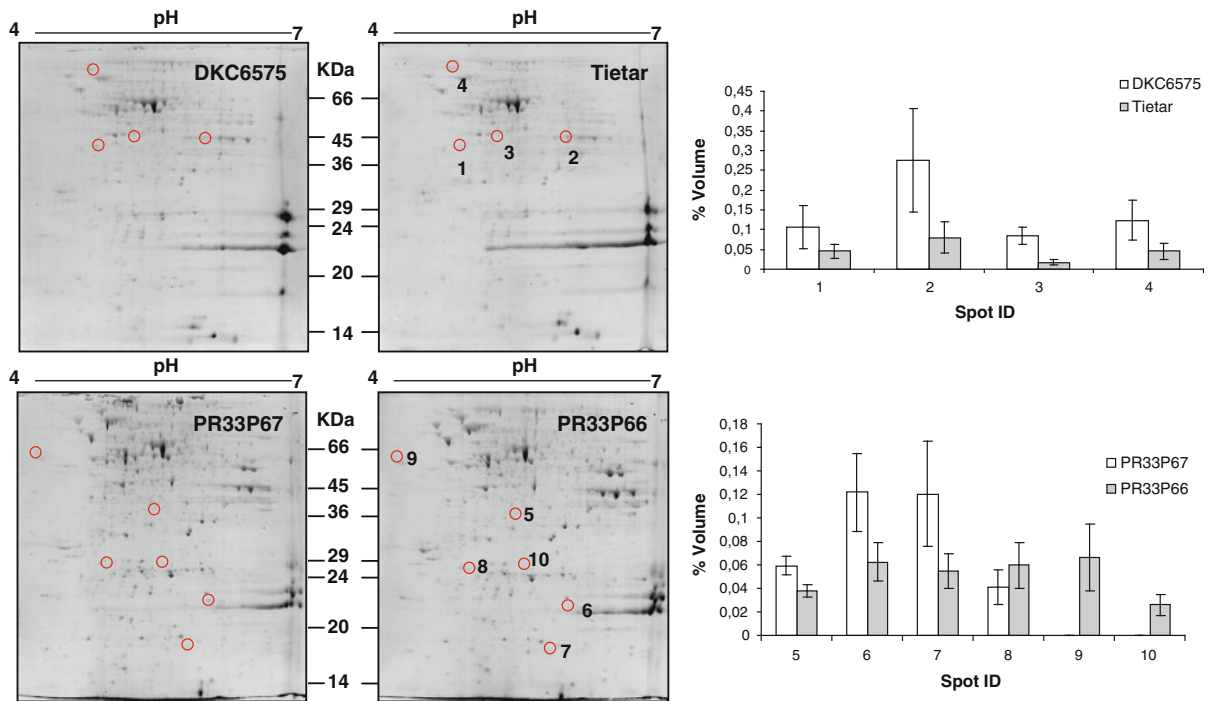 pH
4 7
DKC6575
KDa
66
45
36
29
24
20
14
pH
4 7
Tietar
4
1
3
2
% Volume
0,45
0,4
0,35
0,3
0,25
0,2
0,15
0,1
0,05
0
DKC6575
Tietar
1 2 3 4
Spot ID
pH
4 7
PR33P67
KDa
66
45
36
29
24
20
14
pH
4 7
PR33P66
9
5
8
10
6
7
% Volume
0,18
0,16
0,14
0,12
0,1
0,08
0,06
0,04
0,02
0
PR33P67
PR33P66
5 6 7 8 9 10
Spot ID